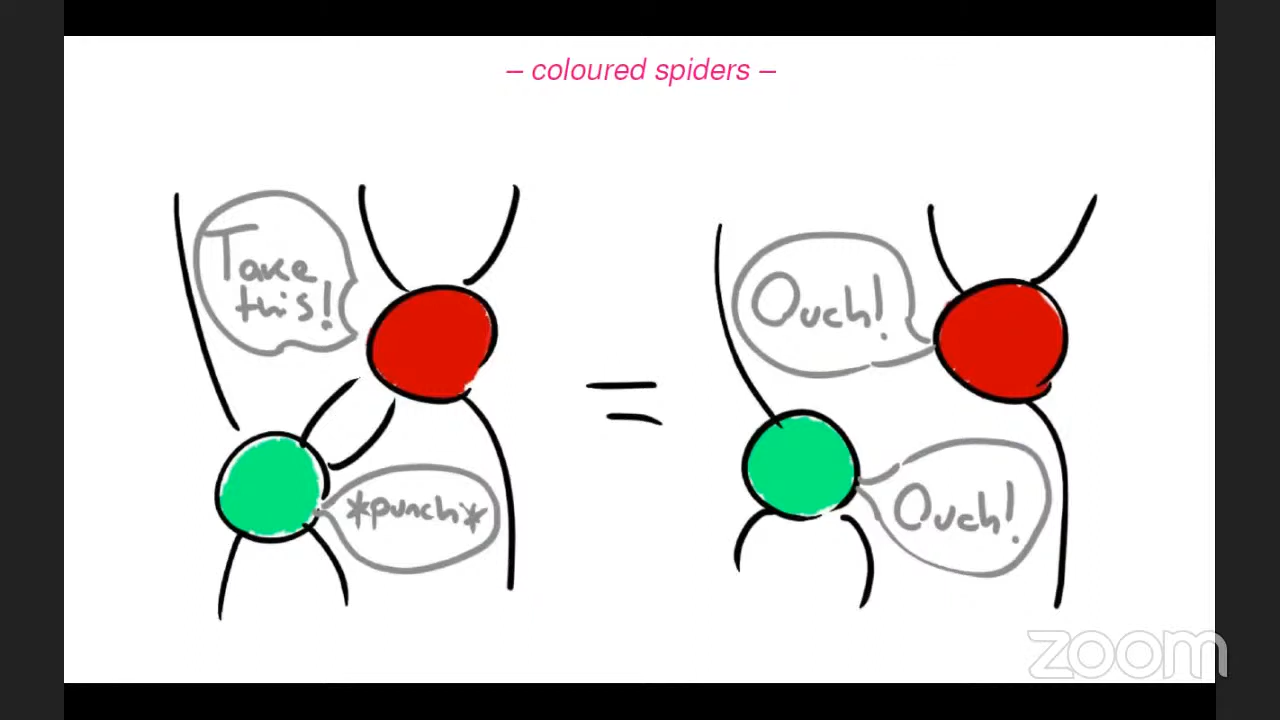 – coloured spiders –
Take
this!
*punch*
=
Ouch!
Ouch!
zoom